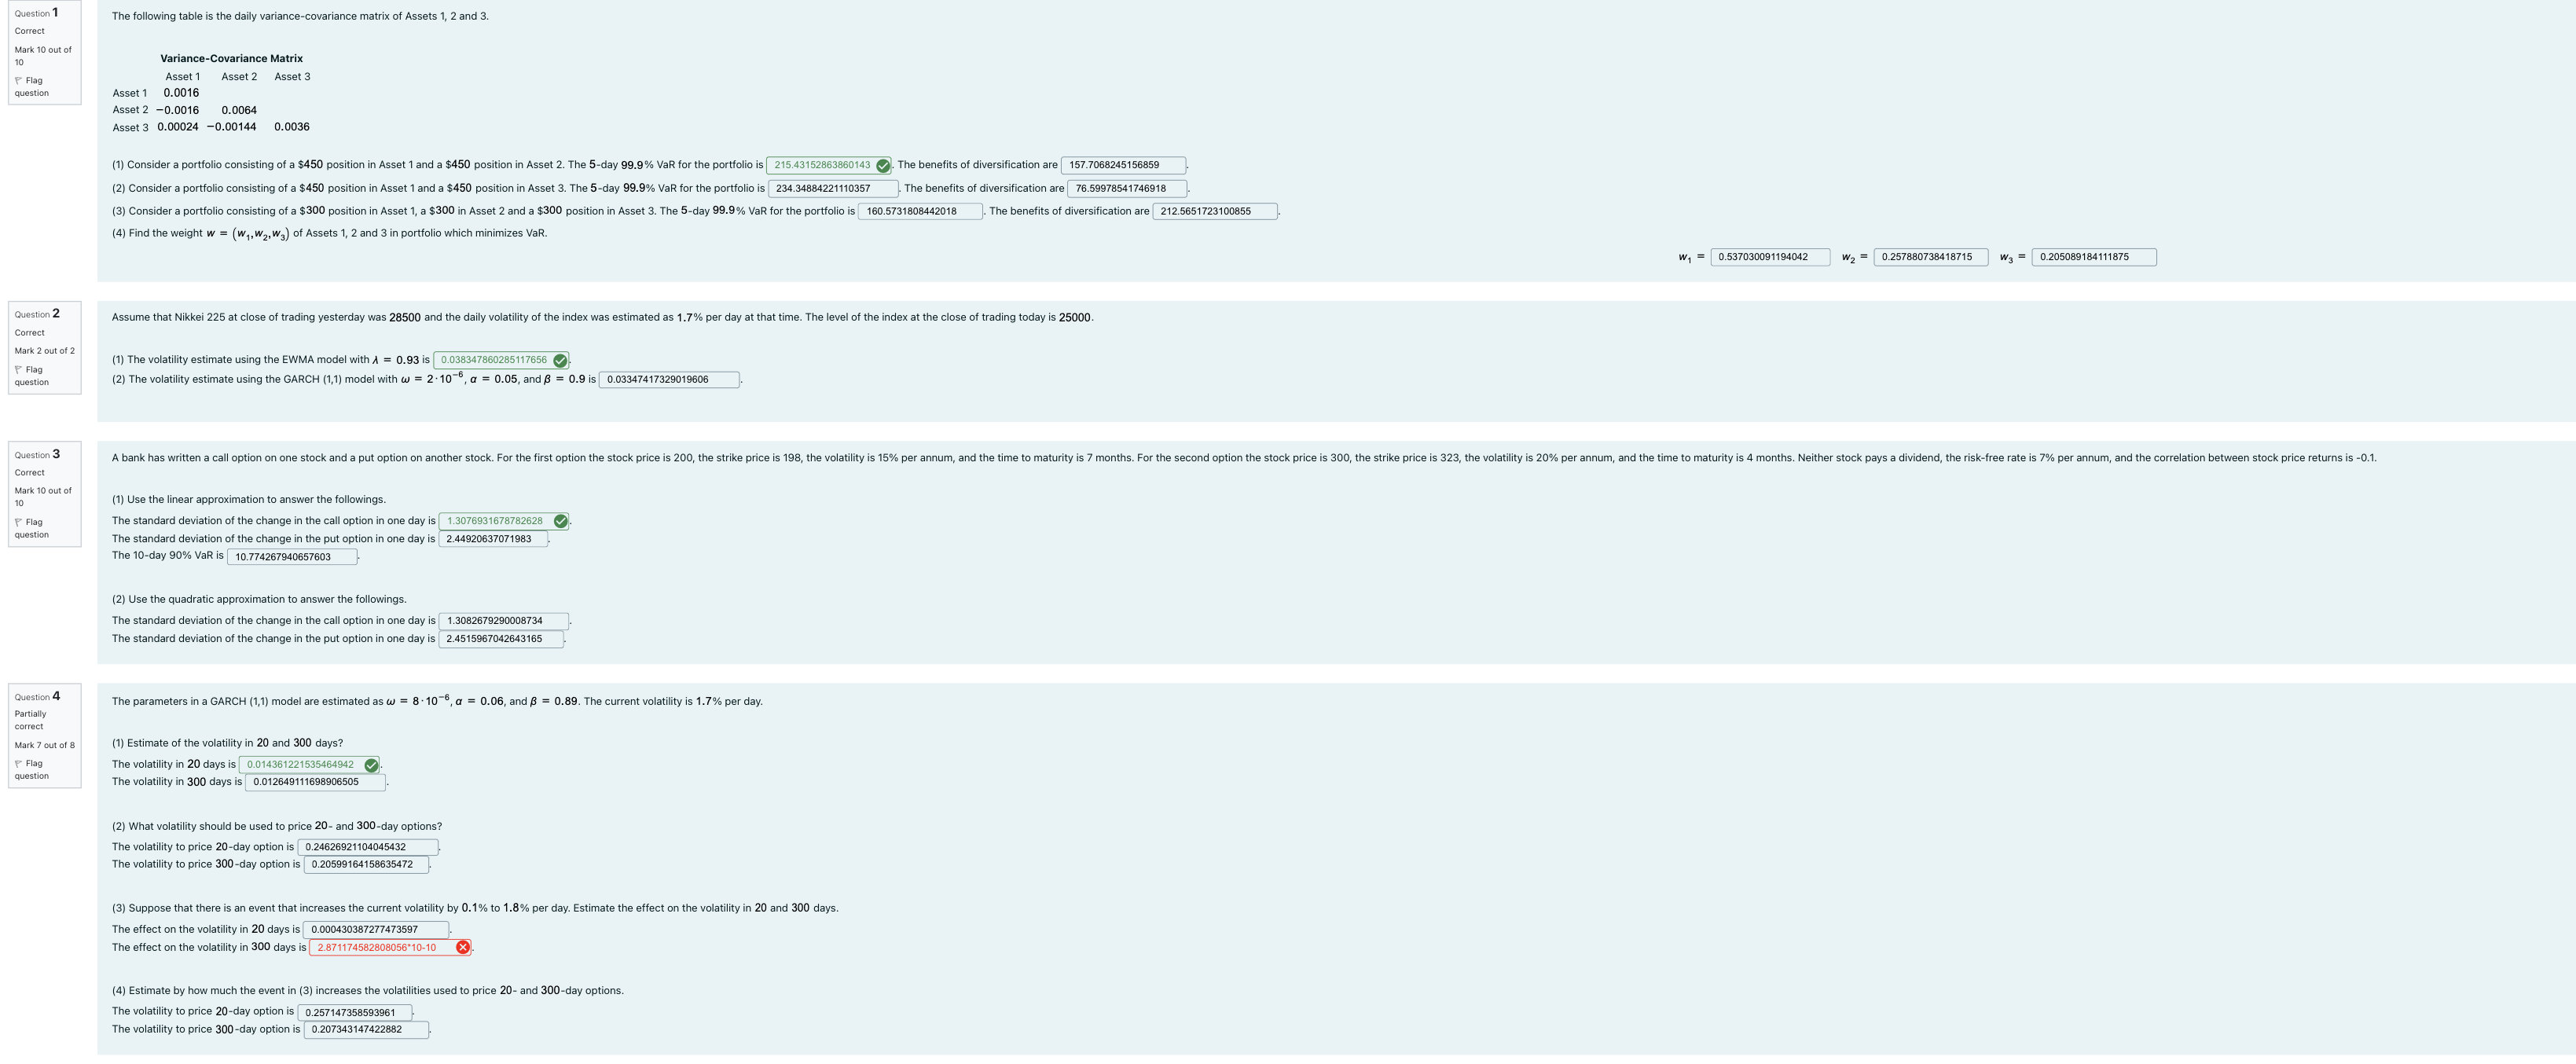 Question 1
Correct
Mark 10 out of
10
Flag
question
The following table is the daily variance-covariance matrix of Assets 1, 2 and 3.
Variance-Covariance Matrix
Asset 1 Asset 2 Asset 3
Asset 1 0.0016
Asset 2 −0.0016 0.0064
Asset 3 0.00024 −0.00144 0.0036
(1) Consider a portfolio consisting of a $450 position in Asset 1 and a $450 position in Asset 2. The 5-day 99.9% VaR for the portfolio is 215.43152863860143 . The benefits of diversification are 157.7068245156859 .
(2) Consider a portfolio consisting of a $450 position in Asset 1 and a $450 position in Asset 3. The 5-day 99.9% VaR for the portfolio is 234.34884221110357 . The benefits of diversification are 76.59978541746918 .
(3) Consider a portfolio consisting of a $300 position in Asset 1, a $300 in Asset 2 and a $300 position in Asset 3. The 5-day 99.9% VaR for the portfolio is 160.5731808442018 . The benefits of diversification are 212.5651723100855 .
(4) Find the weight w = (w₁,w₂,w₃) of Assets 1, 2 and 3 in portfolio which minimizes VaR.
w₁ = 0.537030091194042 w₂ = 0.257880738418715 w₃ = 0.205089184111875
Question 2
Correct
Mark 2 out of 2
Flag
question
Assume that Nikkei 225 at close of trading yesterday was 28500 and the daily volatility of the index was estimated as 1.7% per day at that time. The level of the index at the close of trading today is 25000.
(1) The volatility estimate using the EWMA model with λ = 0.93 is 0.038347860285117656 .
(2) The volatility estimate using the GARCH (1,1) model with ω = 2·10⁻⁶, α = 0.05, and β = 0.9 is 0.03347417329019606 .
Question 3
Correct
Mark 10 out of
10
Flag
question
A bank has written a call option on one stock and a put option on another stock. For the first option the stock price is 200, the strike price is 198, the volatility is 15% per annum, and the time to maturity is 7 months. For the second option the stock price is 300, the strike price is 323, the volatility is 20% per annum, and the time to maturity is 4 months. Neither stock pays a dividend, the risk-free rate is 7% per annum, and the correlation between stock price returns is -0.1.
(1) Use the linear approximation to answer the followings.
The standard deviation of the change in the call option in one day is 1.3076931678782628 .
The standard deviation of the change in the put option in one day is 2.44920637071983 .
The 10-day 90% VaR is 10.774267940657603 .
(2) Use the quadratic approximation to answer the followings.
The standard deviation of the change in the call option in one day is 1.3082679290008734 .
The standard deviation of the change in the put option in one day is 2.4515967042643165 .
Question 4
Partially
correct
Mark 7 out of 8
Flag
question
The parameters in a GARCH (1,1) model are estimated as ω = 8·10⁻⁶, α = 0.06, and β = 0.89. The current volatility is 1.7% per day.
(1) Estimate of the volatility in 20 and 300 days?
The volatility in 20 days is 0.014361221535464942 .
The volatility in 300 days is 0.012649111698906505 .
(2) What volatility should be used to price 20- and 300-day options?
The volatility to price 20-day option is 0.24626921104045432 .
The volatility to price 300-day option is 0.20599164158635472 .
(3) Suppose that there is an event that increases the current volatility by 0.1% to 1.8% per day. Estimate the effect on the volatility in 20 and 300 days.
The effect on the volatility in 20 days is 0.000430387277473597 .
The effect on the volatility in 300 days is 2.871174582808056*10-10 .
(4) Estimate by how much the event in (3) increases the volatilities used to price 20- and 300-day options.
The volatility to price 20-day option is 0.257147358593961 .
The volatility to price 300-day option is 0.207343147422882 .